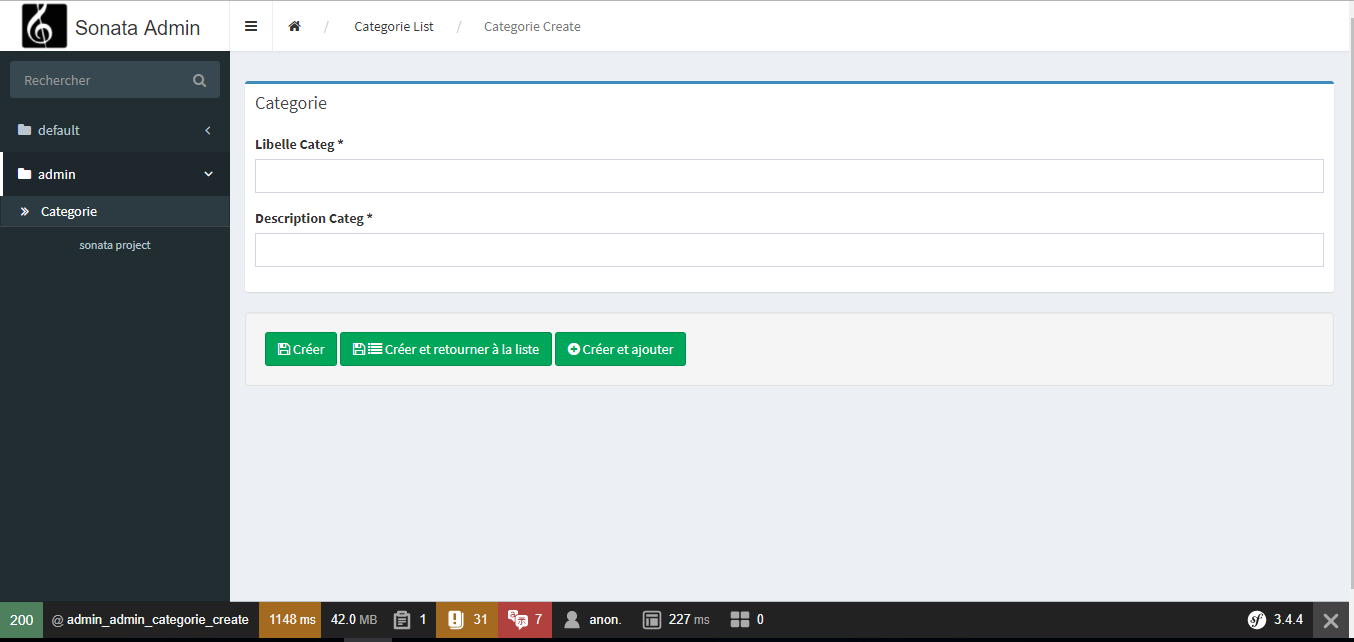 Sonata Admin
Categorie List
/
Categorie Create
Rechercher
default
admin
Categorie
sonata project
Categorie
Libelle Categ *
Description Categ *
Créer
Créer et retourner à la liste
Créer et ajouter
200 @ admin_admin_categorie_create 1148 ms 42.0 MB 1 31 7 anon. 227 ms 0 3.4.4